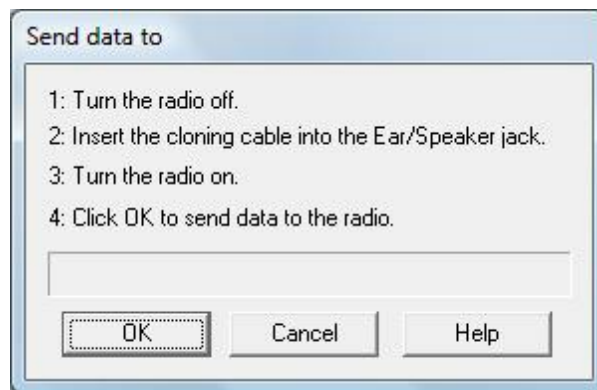 Send data to
1: Turn the radio off.
2: Insert the cloning cable into the Ear/Speaker jack.
3: Turn the radio on.
4: Click OK to send data to the radio.
OK
Cancel
Help